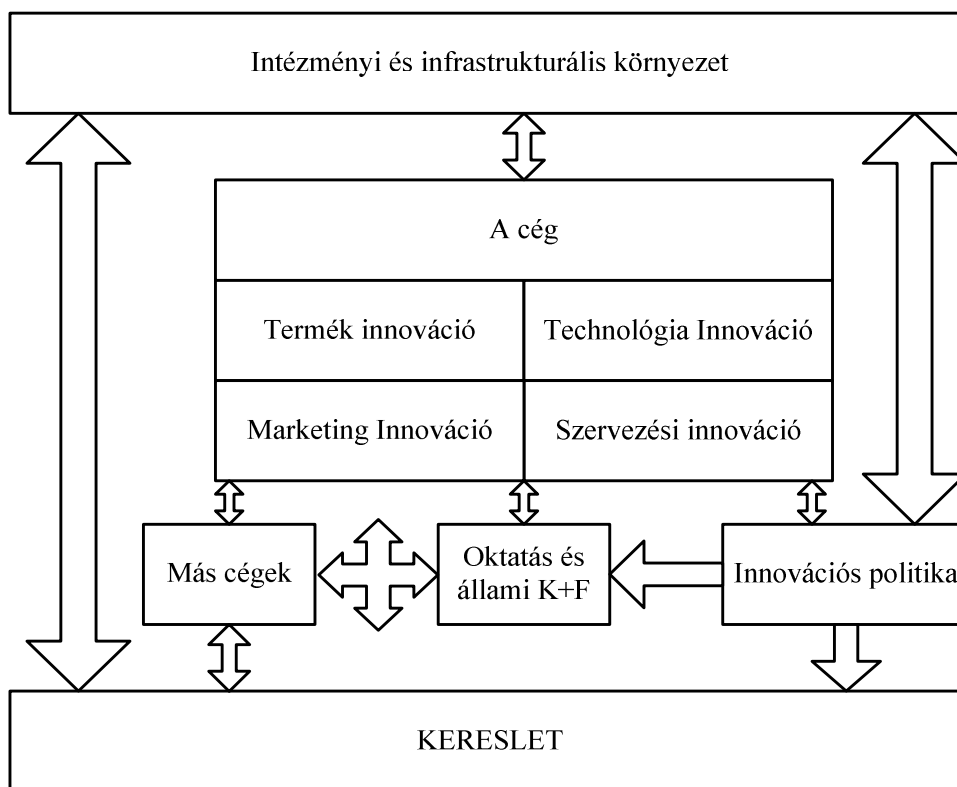 Intézményi és infrastrukturális környezet
A cég
Termék innováció
Technológia Innováció
Marketing Innováció
Szervezési innováció
Más cégek
Oktatás és
állami K+F
Innovációs politika
KERESLET